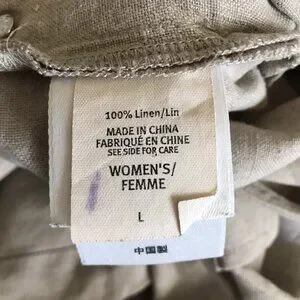 100% Linen/Lin
MADE IN CHINA
FABRIQUÉ EN CHINE
SEE SIDE FOR CARE
WOMEN'S/
FEMME
L
中国製